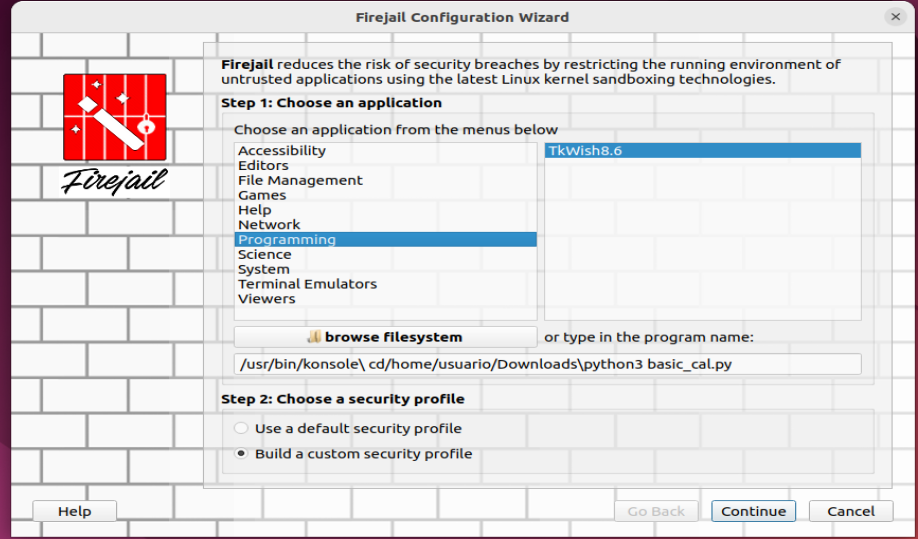 Firejail Configuration Wizard
Firejail reduces the risk of security breaches by restricting the running environment of
untrusted applications using the latest Linux kernel sandboxing technologies.
Step 1: Choose an application
Choose an application from the menus below
Firejail
Accessibility
Editors
File Management
Games
Help
Network
Programming
Science
System
Terminal Emulators
Viewers
TkWish8.6
browse filesystem or type in the program name:
/usr/bin/konsole\ cd/home/usuario/Downloads\python3 basic_cal.py
Step 2: Choose a security profile
Use a default security profile
Build a custom security profile
Help Go Back Continue Cancel